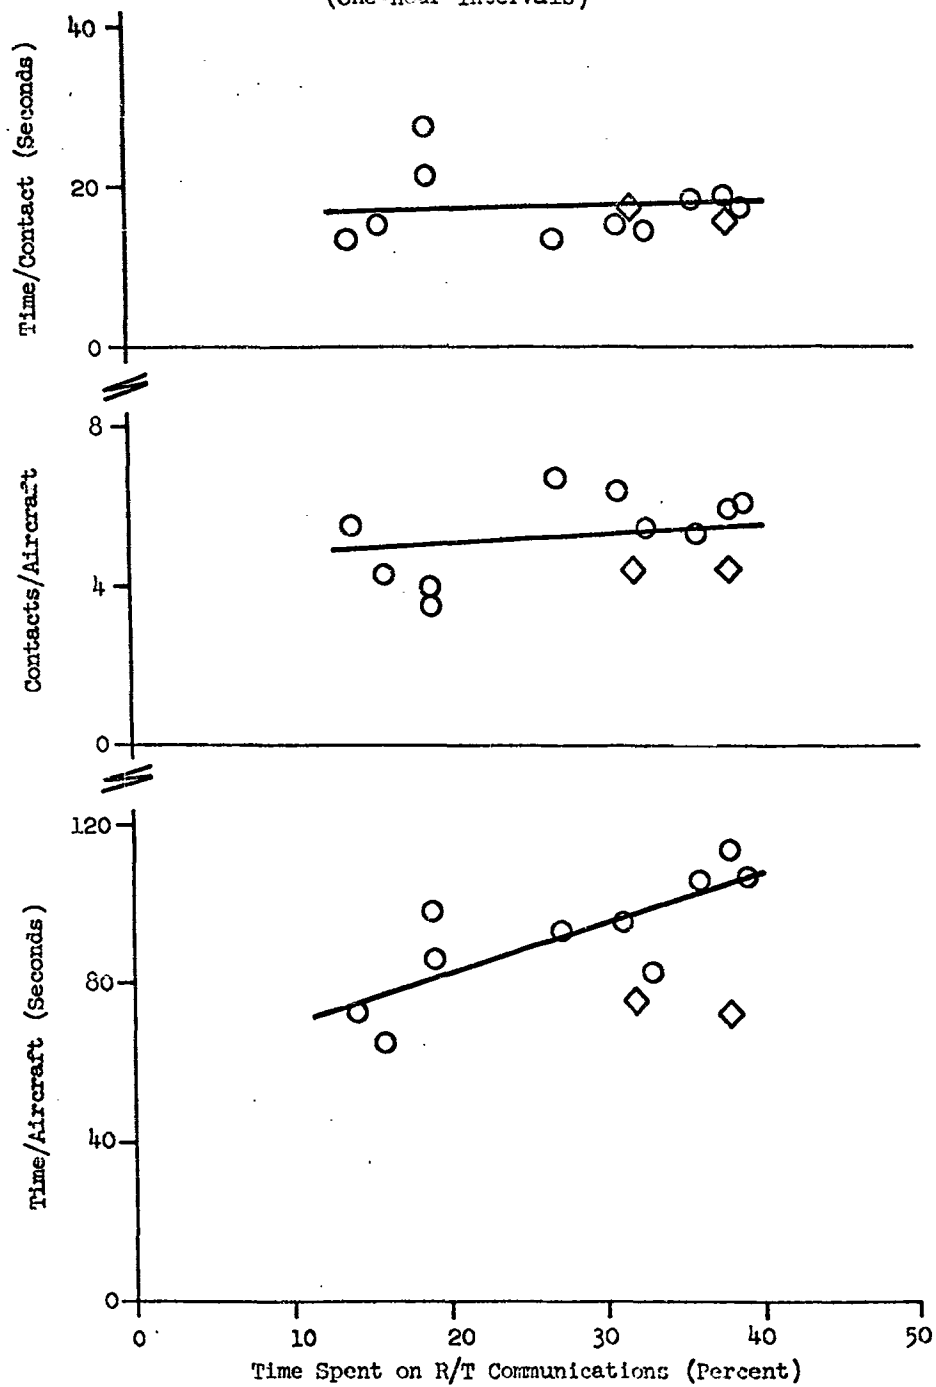 (One-hour Intervals)
40
20
0
Time/Contact (Seconds)
8
4
0
Contacts/Aircraft
120
80
40
0
Time/Aircraft (Seconds)
0 10 20 30 40 50
Time Spent on R/T Communications (Percent)